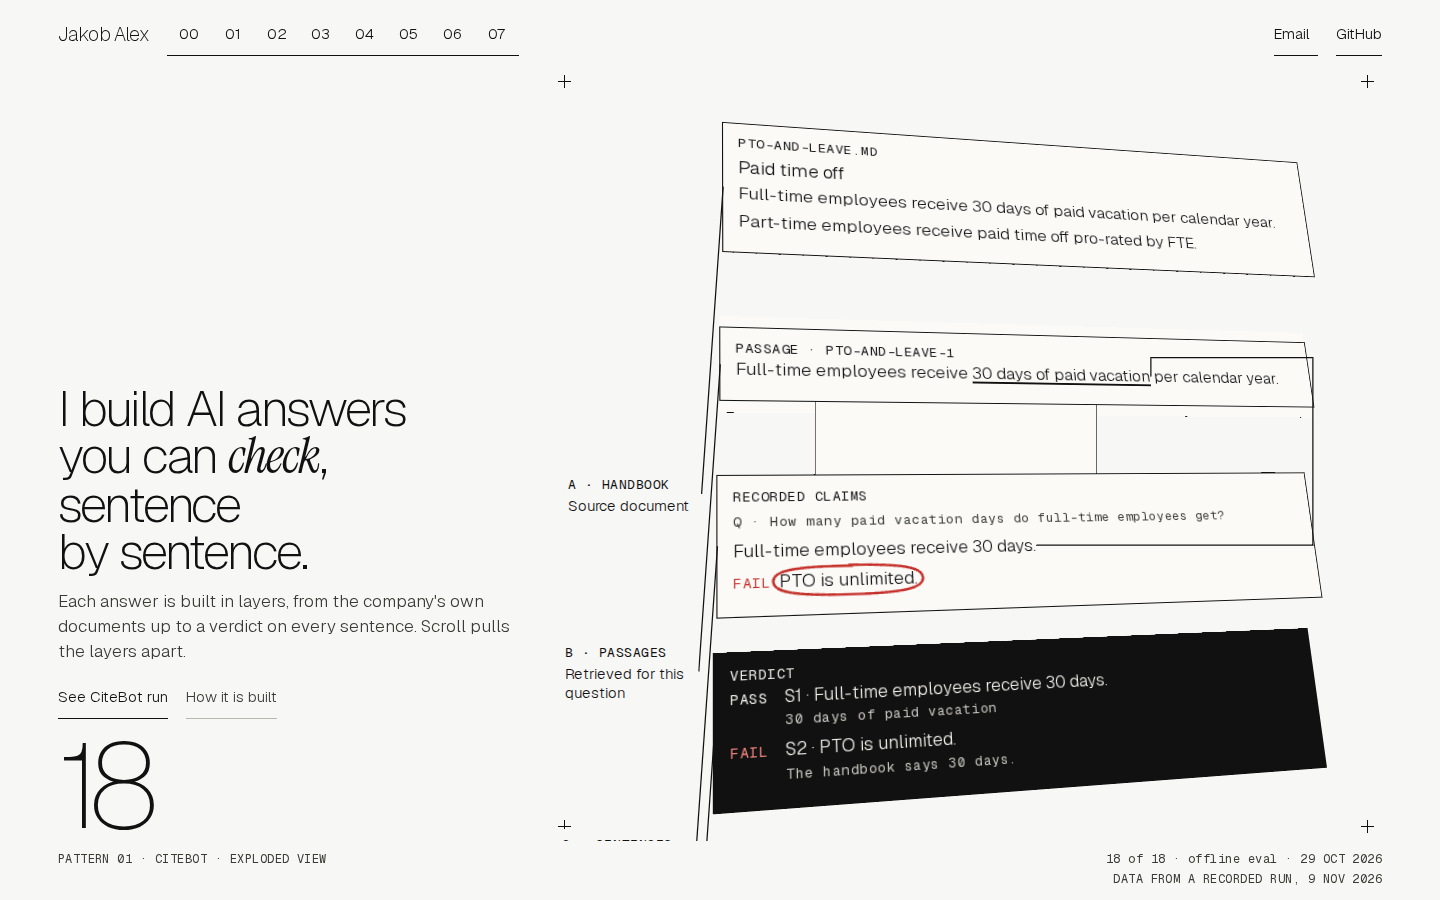 Jakob Alex
00 01 02 03 04 05 06 07
Email GitHub
PTO-AND-LEAVE.MD
Paid time off
Full-time employees receive 30 days of paid vacation per calendar year.
Part-time employees receive paid time off pro-rated by FTE.
PASSAGE · PTO-AND-LEAVE-1
Full-time employees receive 30 days of paid vacation per calendar year.
A · HANDBOOK
Source document
RECORDED CLAIMS
Q · How many paid vacation days do full-time employees get?
Full-time employees receive 30 days.
FAIL PTO is unlimited.
B · PASSAGES
Retrieved for this
question
VERDICT
PASS S1 · Full-time employees receive 30 days.
30 days of paid vacation
FAIL S2 · PTO is unlimited.
The handbook says 30 days.
I build AI answers
you can check,
sentence
by sentence.
Each answer is built in layers, from the company's own
documents up to a verdict on every sentence. Scroll pulls
the layers apart.
See CiteBot run How it is built
18
PATTERN 01 · CITEBOT · EXPLODED VIEW
18 of 18 · offline eval · 29 OCT 2026
DATA FROM A RECORDED RUN, 9 NOV 2026